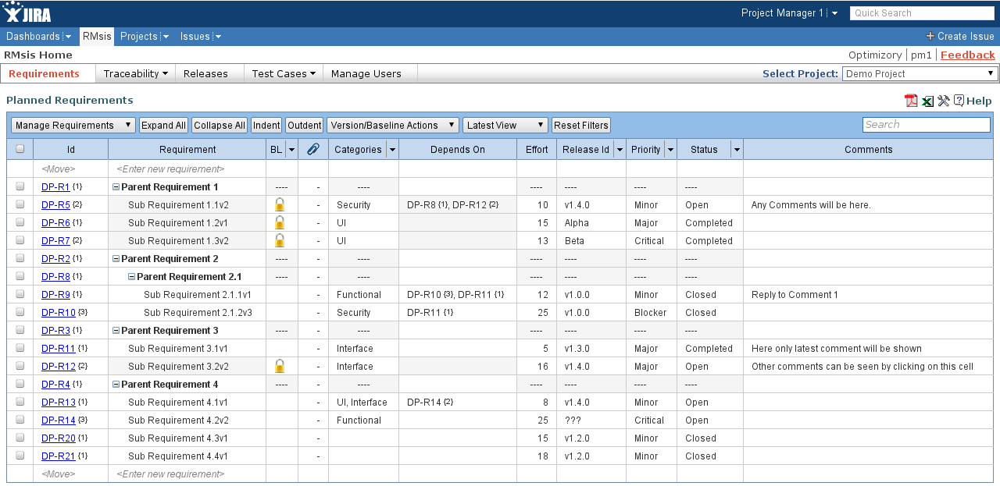 JIRA Project Manager 1 Quick Search
Dashboards RMsis Projects Issues Create Issue
RMsis Home Optimizory pm1 Feedback
Requirements Traceability Releases Test Cases Manage Users Select Project: Demo Project
Planned Requirements Help
Manage Requirements Expand All Collapse All Indent Outdent Version/Baseline Actions Latest View Reset Filters Search
Id Requirement BL Categories Depends On Effort Release Id Priority Status Comments
<Move> <Enter new requirement>
DP-R1 {1} Parent Requirement 1 ---- - ---- ---- ---- ---- ----
DP-R5 {2} Sub Requirement 1.1v2 - Security DP-R8 {1}, DP-R12 {2} 10 v1.4.0 Minor Open Any Comments will be here.
DP-R6 {1} Sub Requirement 1.2v1 - UI 15 Alpha Major Completed
DP-R7 {2} Sub Requirement 1.3v2 - UI 13 Beta Critical Completed
DP-R2 {1} Parent Requirement 2 ---- - ---- ---- ---- ---- ----
DP-R8 {1} Parent Requirement 2.1 ---- - ---- ---- ---- ---- ----
DP-R9 {1} Sub Requirement 2.1.1v1 - Functional DP-R10 {3}, DP-R11 {1} 12 v1.0.0 Minor Closed Reply to Comment 1
DP-R10 {3} Sub Requirement 2.1.2v3 - Security DP-R11 {1} 25 v1.0.0 Blocker Closed
DP-R3 {1} Parent Requirement 3 ---- - ---- ---- ---- ---- ----
DP-R11 {1} Sub Requirement 3.1v1 - Interface 5 v1.3.0 Major Completed Here only latest comment will be shown
DP-R12 {2} Sub Requirement 3.2v2 - Interface 16 v1.4.0 Major Open Other comments can be seen by clicking on this cell
DP-R4 {1} Parent Requirement 4 ---- - ---- ---- ---- ---- ----
DP-R13 {1} Sub Requirement 4.1v1 - UI, Interface DP-R14 {2} 8 v1.4.0 Minor Open
DP-R14 {3} Sub Requirement 4.2v2 - Functional 25 ??? Critical Open
DP-R20 {1} Sub Requirement 4.3v1 - 15 v1.2.0 Minor Closed
DP-R21 {1} Sub Requirement 4.4v1 - 18 v1.2.0 Minor Closed
<Move> <Enter new requirement>